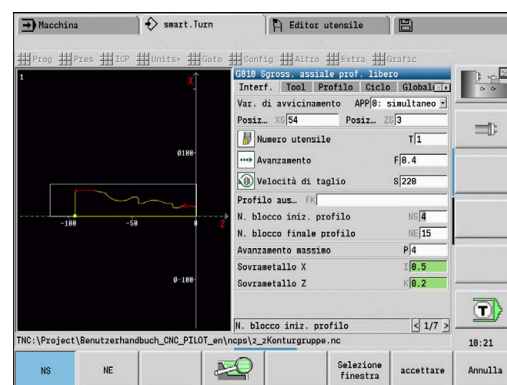 Macchina smart.Turn Editor utensile
Prog Pres ICP Units» Goto Config Altro Extra Grafic
1
X
Z
0100
0-100
-100
-50
G810 Sgross. assiale prof. libero
Interf. Tool Profilo Ciclo Global
Var. di avvicinamento APP 0: simultaneo
Posiz… XS 54 Posiz… ZS 3
Numero utensile T 1
Avanzamento F 0.4
Velocità di taglio S 220
Profilo aus… FK
N. blocco iniz. profilo NS 4
N. blocco finale profilo NE 15
Avanzamento massimo P 4
Sovrametallo X I 0.5
Sovrametallo Z K 0.2
N. blocco iniz. profilo < 1/7 >
T
TNC:\Project\Benutzerhandbuch_CNC_PILOT_en\ncps\z_zKonturgruppe.nc
10:21
NS NE Selezione finestra accettare Annulla